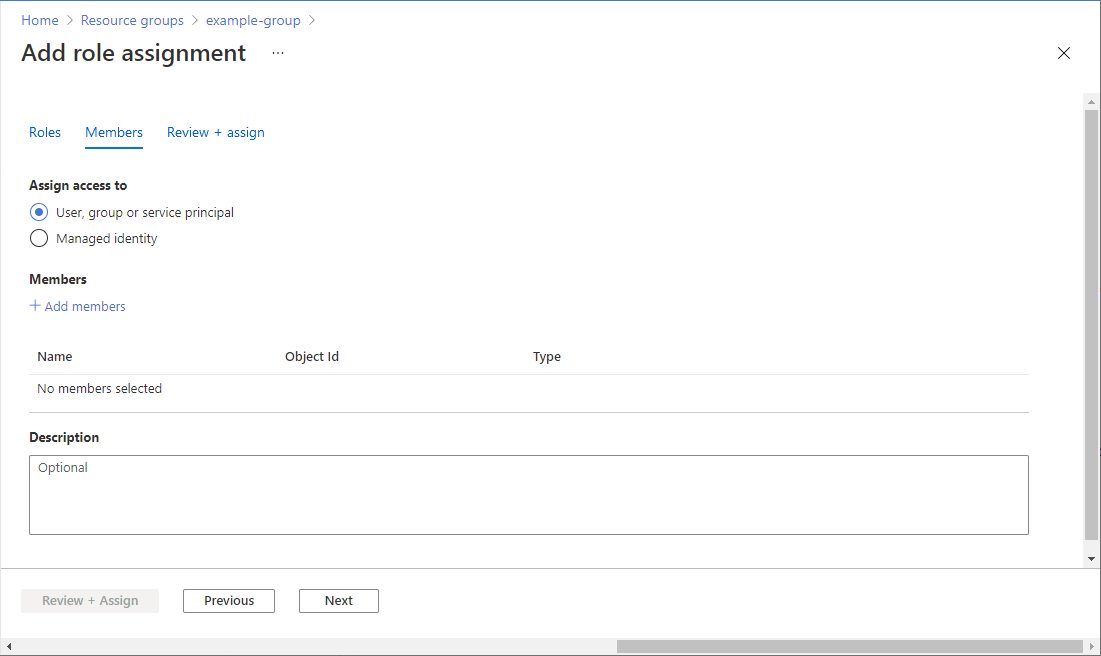 Home > Resource groups > example-group >
Add role assignment ...
Roles Members Review + assign
Assign access to
User, group or service principal
Managed identity
Members
+ Add members
Name Object Id Type
No members selected
Description
Optional
Review + Assign Previous Next